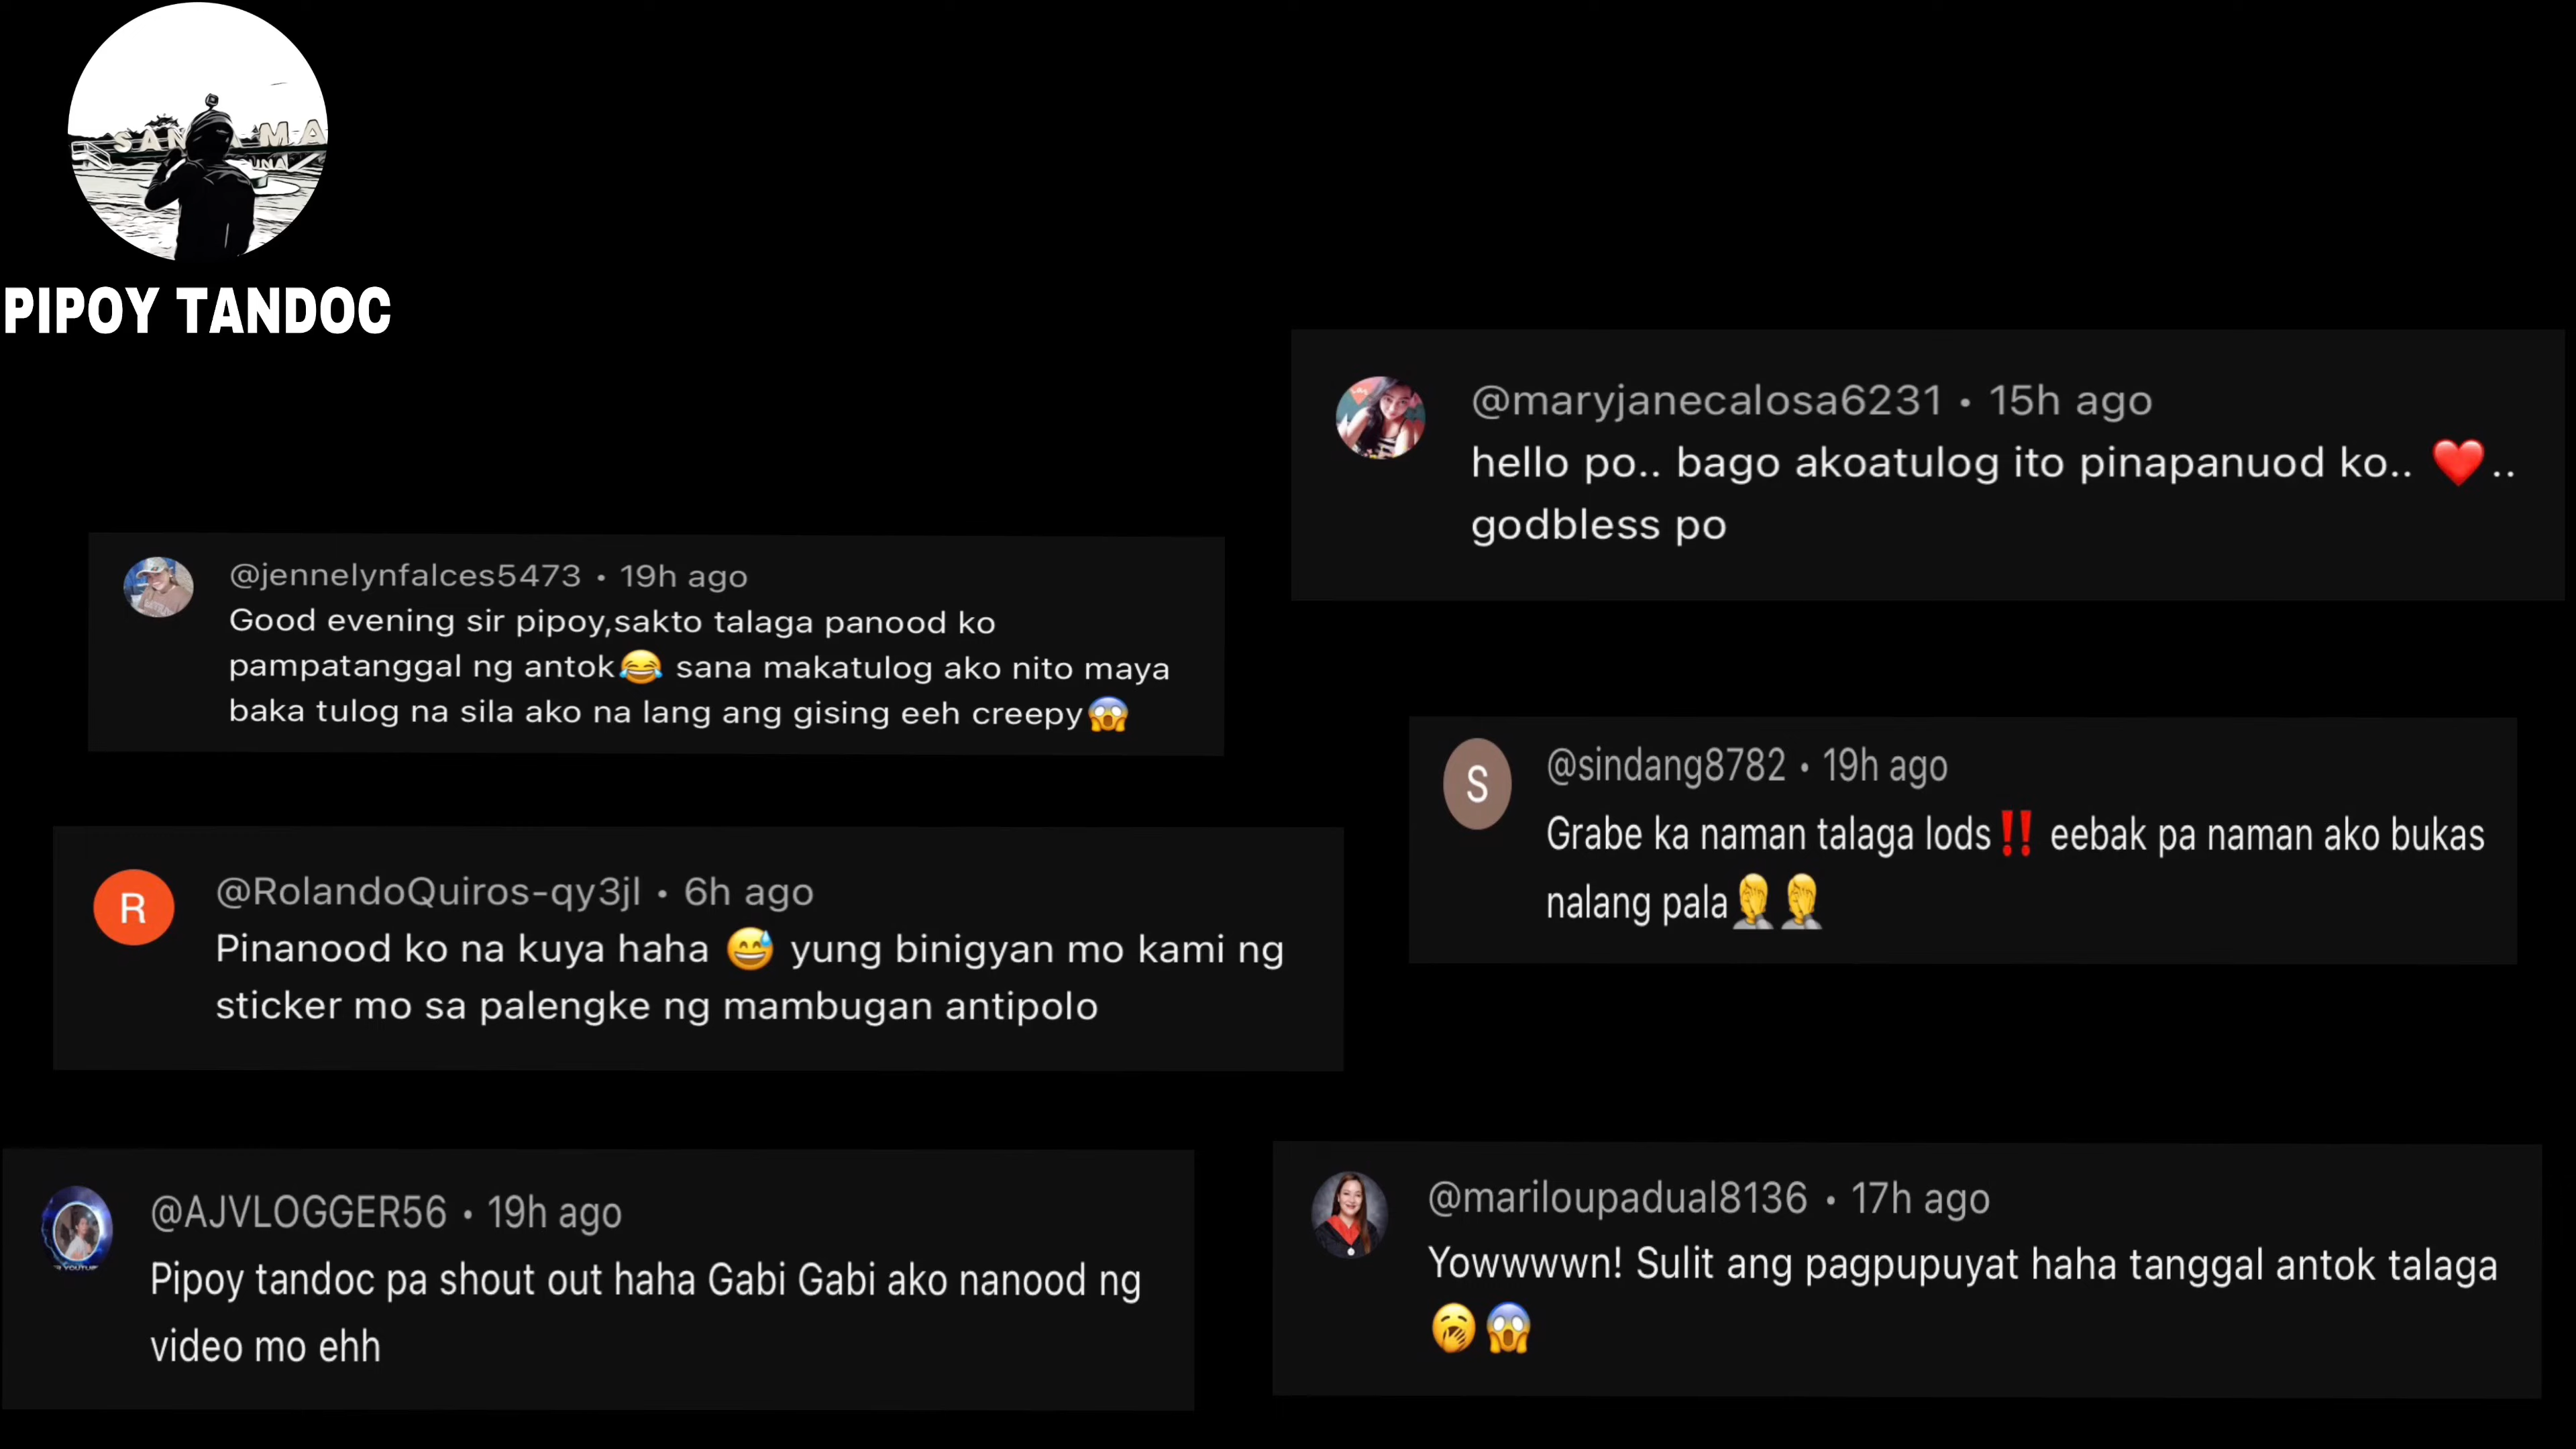 SAN A MA
UNA
PIPOY TANDOC
@maryjanecalosa6231 • 15h ago
hello po.. bago akoatulog ito pinapanuod ko.. ❤️..
godbless po
@jennelynfalces5473 • 19h ago
Good evening sir pipoy,sakto talaga panood ko
pampatanggal ng antok😂 sana makatulog ako nito maya
baka tulog na sila ako na lang ang gising eeh creepy😱
S
@sindang8782 • 19h ago
Grabe ka naman talaga lods‼️ eebak pa naman ako bukas
nalang pala🤦🤦
R
@RolandoQuiros-qy3jl • 6h ago
Pinanood ko na kuya haha 😅 yung binigyan mo kami ng
sticker mo sa palengke ng mambugan antipolo
@AJVLOGGER56 • 19h ago
Pipoy tandoc pa shout out haha Gabi Gabi ako nanood ng
video mo ehh
@mariloupadual8136 • 17h ago
Yowwwwn! Sulit ang pagpupuyat haha tanggal antok talaga
🥱😱